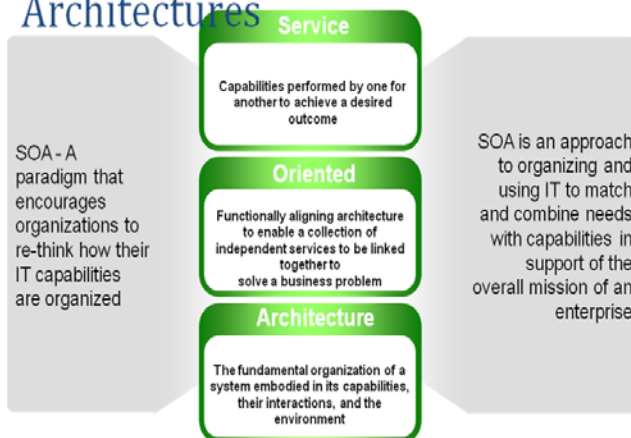 Architectures
SOA - A
paradigm that
encourages
organizations to
re-think how their
IT capabilities
are organized
Service
Capabilities performed by one for
another to achieve a desired
outcome
Oriented
Functionally aligning architecture
to enable a collection of
independent services to be linked
together to
solve a business problem
Architecture
The fundamental organization of a
system embodied in its capabilities,
their interactions, and the
environment
SOA is an approach
to organizing and
using IT to match
and combine needs
with capabilities in
support of the
overall mission of an
enterprise